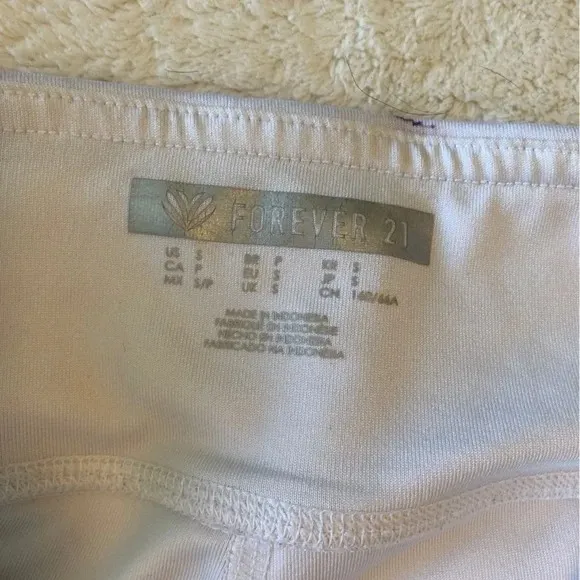 FOREVER 21
US S BR P KR S
CA P EU S JP S
MX S/P UK S CN 160/66A
MADE IN INDONESIA
FABRIQUÉ EN INDONÉSIE
HECHO EN INDONESIA
FABRICADO NA INDONÉSIA